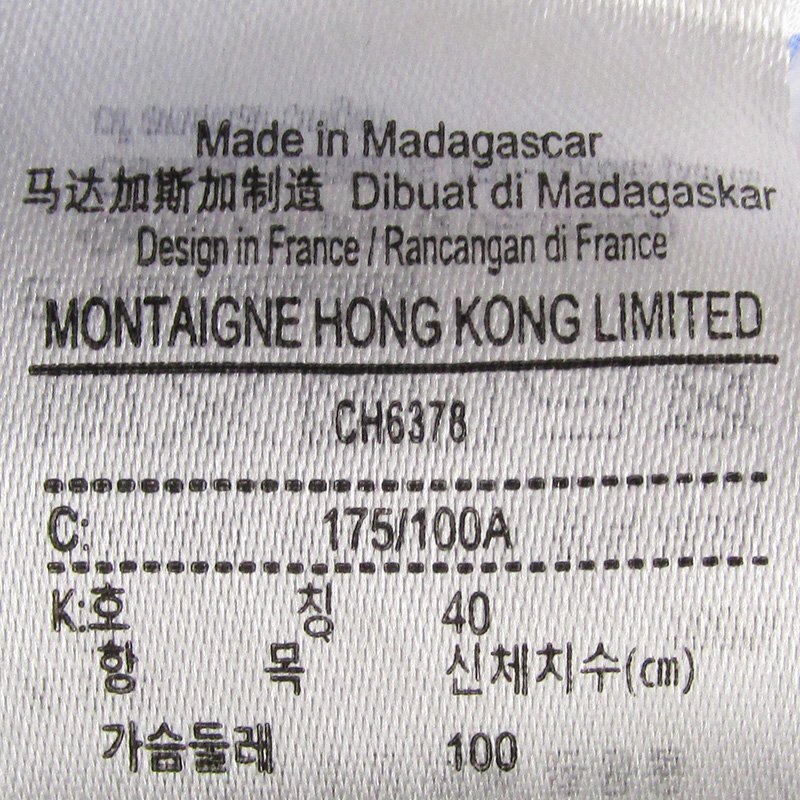 Made in Madagascar
马达加斯加制造 Dibuat di Madagaskar
Design in France / Rancangan di France
MONTAIGNE HONG KONG LIMITED
CH6378
C: 175/100A
K:호 칭 40
항 목 신체치수(cm)
가슴둘레 100